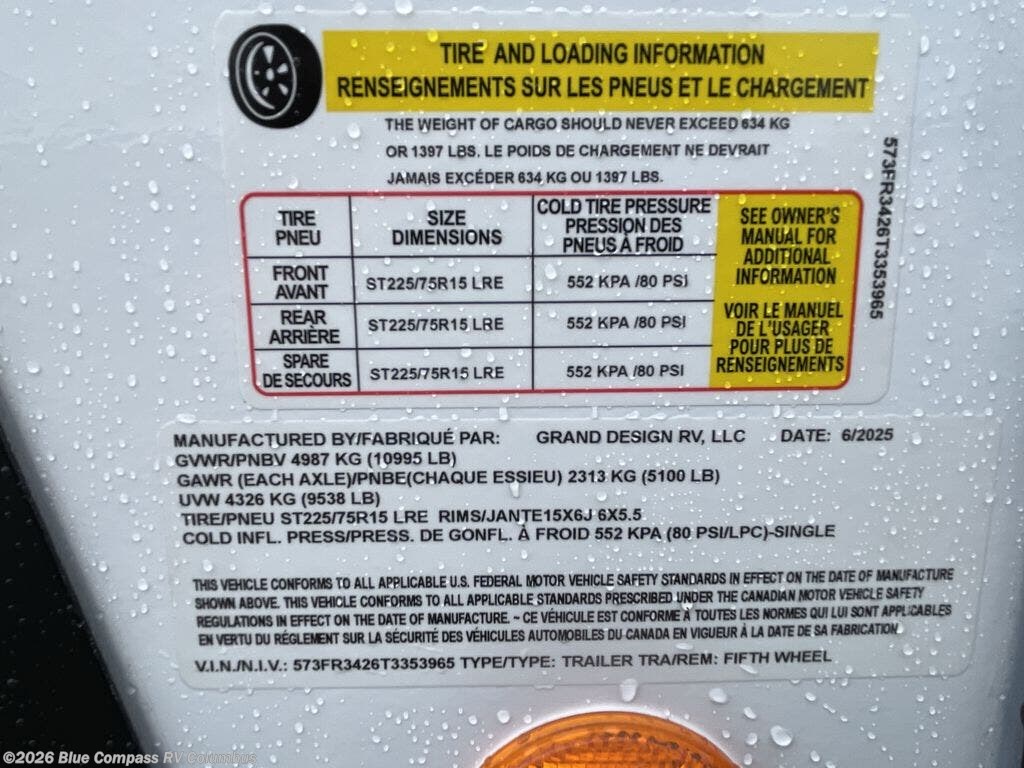 TIRE AND LOADING INFORMATION
RENSEIGNEMENTS SUR LES PNEUS ET LE CHARGEMENT
THE WEIGHT OF CARGO SHOULD NEVER EXCEED 634 KG
OR 1397 LBS. LE POIDS DE CHARGEMENT NE DEVRAIT
JAMAIS EXCÉDER 634 KG OU 1397 LBS.
TIRE
PNEU
SIZE
DIMENSIONS
COLD TIRE PRESSURE
PRESSION DES
PNEUS À FROID
FRONT
AVANT
ST225/75R15 LRE
552 KPA /80 PSI
REAR
ARRIÈRE
ST225/75R15 LRE
552 KPA /80 PSI
SPARE
DE SECOURS
ST225/75R15 LRE
552 KPA /80 PSI
SEE OWNER'S
MANUAL FOR
ADDITIONAL
INFORMATION
VOIR LE MANUEL
DE L'USAGER
POUR PLUS DE
RENSEIGNEMENTS
573FR3426T3353965
MANUFACTURED BY/FABRIQUÉ PAR: GRAND DESIGN RV, LLC DATE: 6/2025
GVWR/PNBV 4987 KG (10995 LB)
GAWR (EACH AXLE)/PNBE(CHAQUE ESSIEU) 2313 KG (5100 LB)
UVW 4326 KG (9538 LB)
TIRE/PNEU ST225/75R15 LRE RIMS/JANTE15X6J 6X5.5
COLD INFL. PRESS/PRESS. DE GONFL. À FROID 552 KPA (80 PSI/LPC)-SINGLE
THIS VEHICLE CONFORMS TO ALL APPLICABLE U.S. FEDERAL MOTOR VEHICLE SAFETY STANDARDS IN EFFECT ON THE DATE OF MANUFACTURE
SHOWN ABOVE. THIS VEHICLE CONFORMS TO ALL APPLICABLE STANDARDS PRESCRIBED UNDER THE CANADIAN MOTOR VEHICLE SAFETY
REGULATIONS IN EFFECT ON THE DATE OF MANUFACTURE. ~ CE VÉHICULE EST CONFORME À TOUTES LES NORMES QUI LUI SONT APPLICABLES
EN VERTU DU RÉGLEMENT SUR LA SÉCURITÉ DES VÉHICULES AUTOMOBILES DU CANADA EN VIGUEUR À LA DATE DE SA FABRICATION.
V.I.N./N.I.V.: 573FR3426T3353965 TYPE/TYPE: TRAILER TRA/REM: FIFTH WHEEL
©2026 Blue Compass RV Columbus